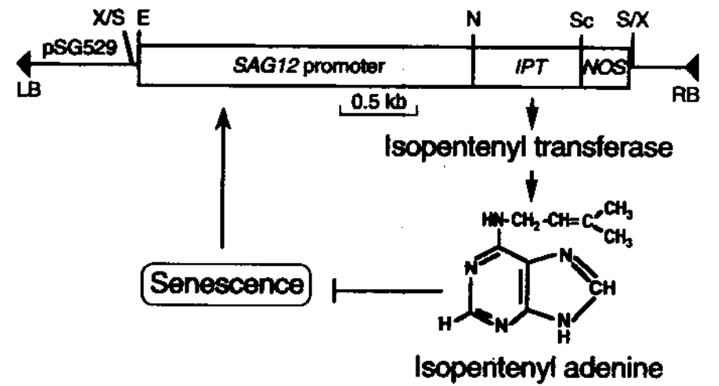 X/S E N Sc S/X
pSG529 SAG12 promoter IPT NOS
LB RB
0.5 kb
Isopentenyl transferase
HN-CH2-CH=C CH3
CH3
N N
CH
H N N
H
Senescence
Isopentenyl adenine